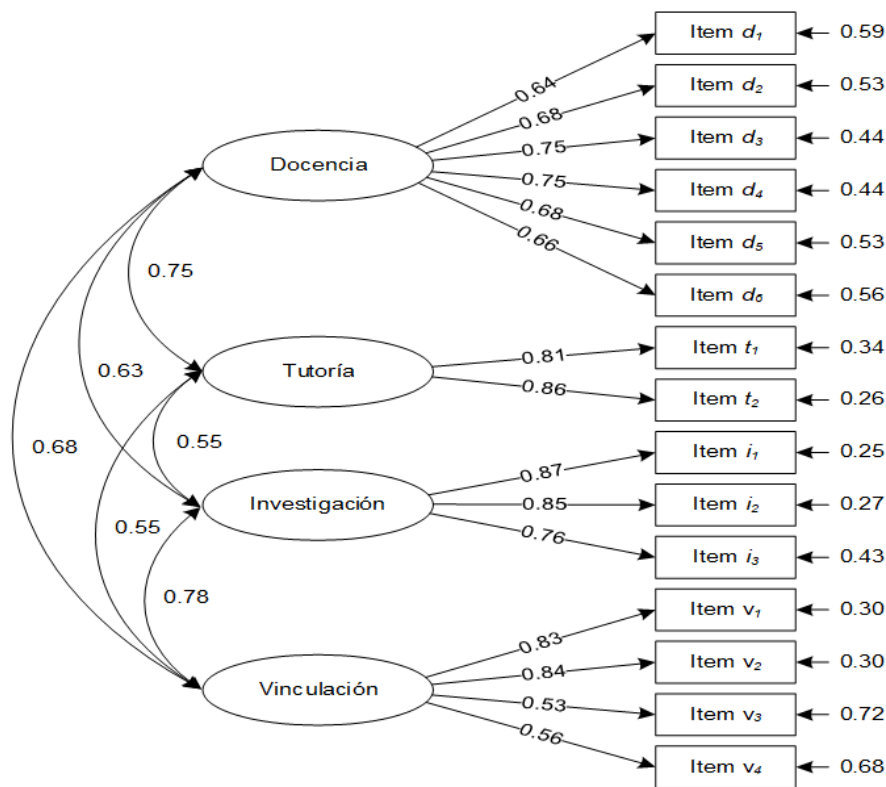 Item d₁ 0.59
0.64
Item d₂ 0.53
0.68
Item d₃ 0.44
0.75
Docencia
Item d₄ 0.44
0.75
Item d₅ 0.53
0.68
0.66
Item d₆ 0.56
0.75
Item t₁ 0.34
0.81
Tutoría
0.63
Item t₂ 0.26
0.86
0.68
0.55
Item i₁ 0.25
0.87
Investigación
0.85
Item i₂ 0.27
0.55
0.76
Item i₃ 0.43
0.78
Item v₁ 0.30
0.83
Item v₂ 0.30
0.84
Vinculación
0.53
Item v₃ 0.72
0.56
Item v₄ 0.68